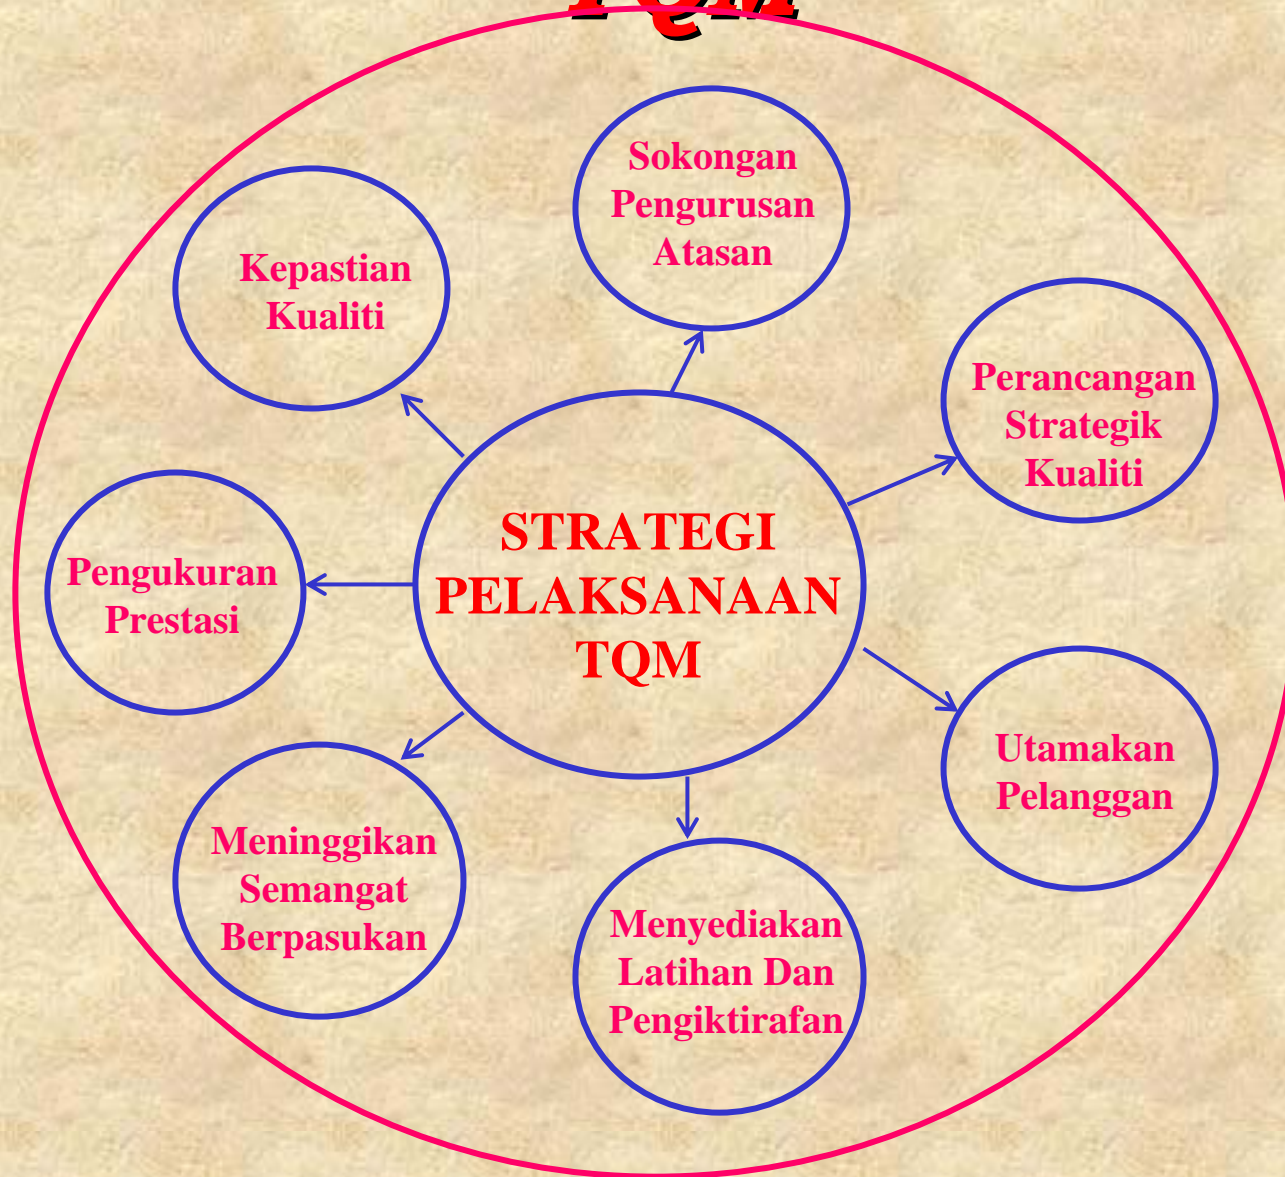 TQM
Sokongan
Pengurusan
Atasan
Kepastian
Kualiti
Perancangan
Strategik
Kualiti
STRATEGI
PELAKSANAAN
TQM
Pengukuran
Prestasi
Utamakan
Pelanggan
Meninggikan
Semangat
Berpasukan
Menyediakan
Latihan Dan
Pengiktirafan